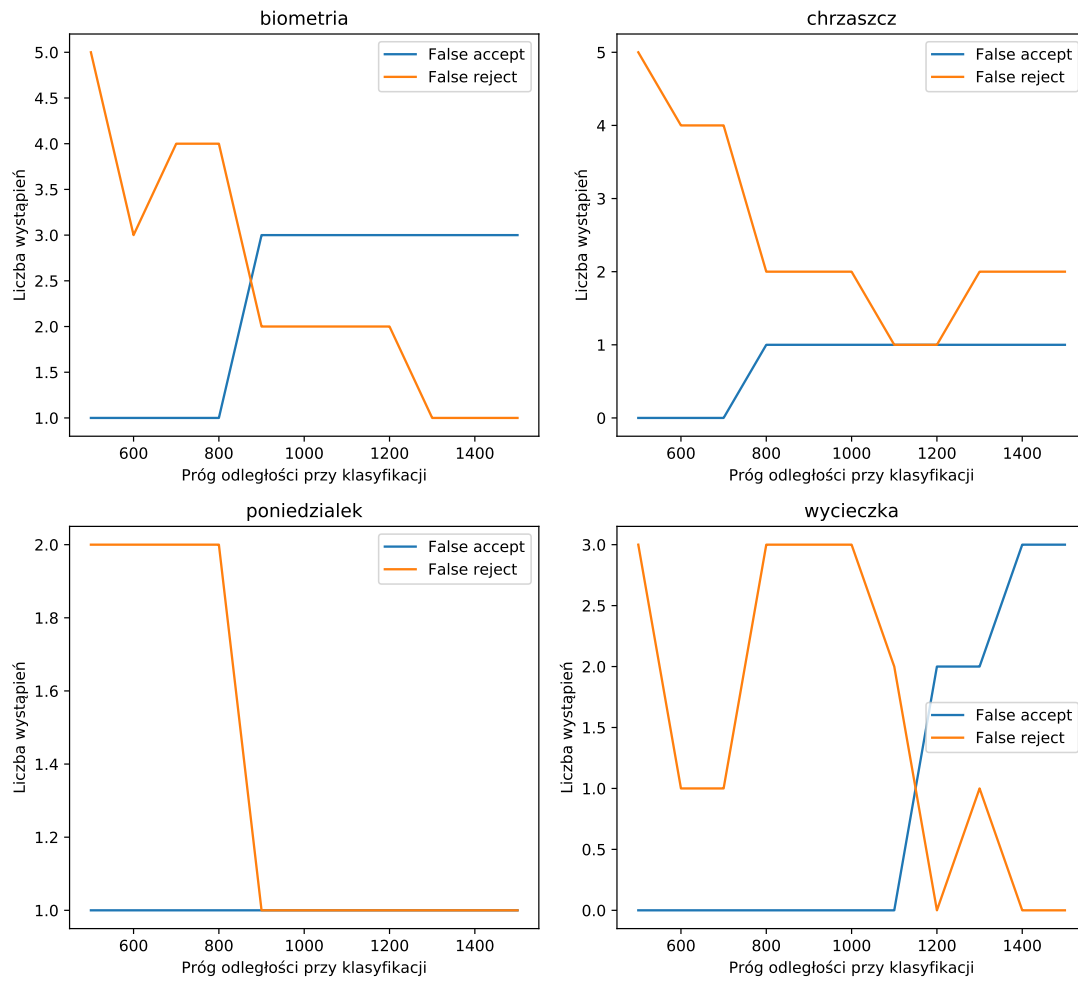 biometria
5.0
4.5
4.0
3.5
3.0
2.5
2.0
1.5
1.0
Liczba wystąpień
False accept
False reject
600 800 1000 1200 1400
Próg odległości przy klasyfikacji
chrzaszcz
5
4
3
2
1
0
Liczba wystąpień
False accept
False reject
600 800 1000 1200 1400
Próg odległości przy klasyfikacji
poniedzialek
2.0
1.8
1.6
1.4
1.2
1.0
Liczba wystąpień
False accept
False reject
600 800 1000 1200 1400
Próg odległości przy klasyfikacji
wycieczka
3.0
2.5
2.0
1.5
1.0
0.5
0.0
Liczba wystąpień
False accept
False reject
600 800 1000 1200 1400
Próg odległości przy klasyfikacji